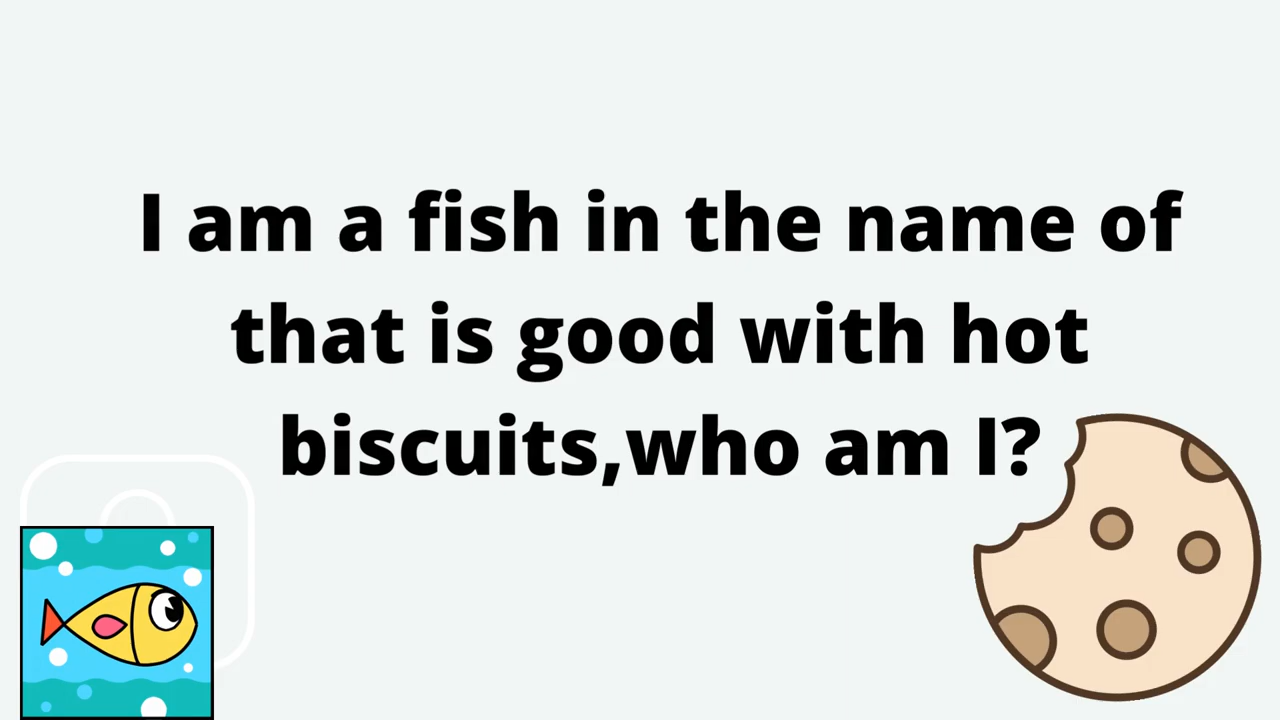 I am a fish in the name of
that is good with hot
biscuits,who am I?